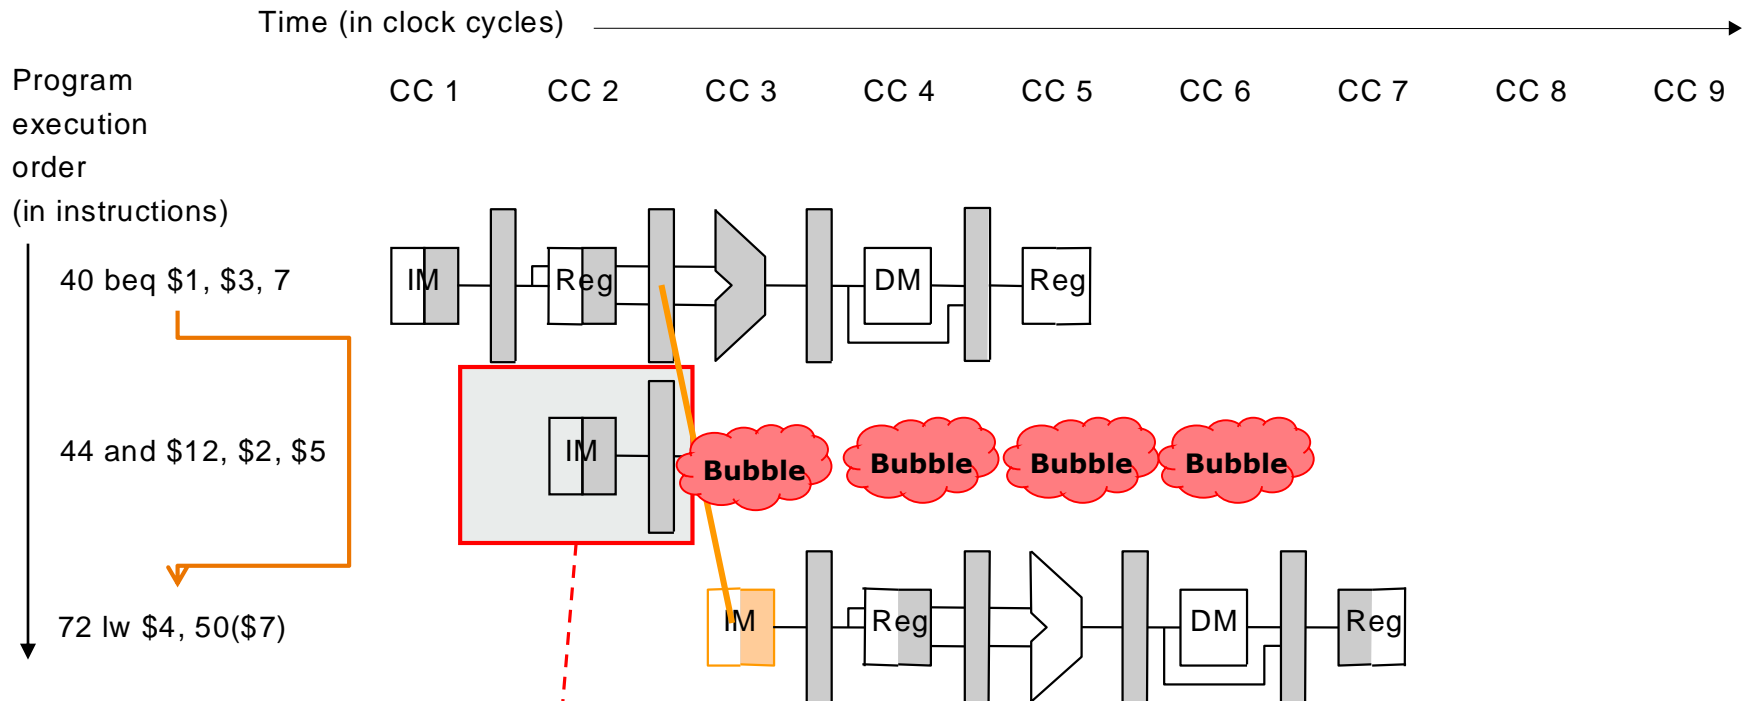 Time (in clock cycles)
Program
execution
order
(in instructions)
CC 1 CC 2 CC 3 CC 4 CC 5 CC 6 CC 7 CC 8 CC 9
40 beq $1, $3, 7
IM Reg DM Reg
44 and $12, $2, $5
IM Bubble Bubble Bubble Bubble
72 lw $4, 50($7)
IM Reg DM Reg